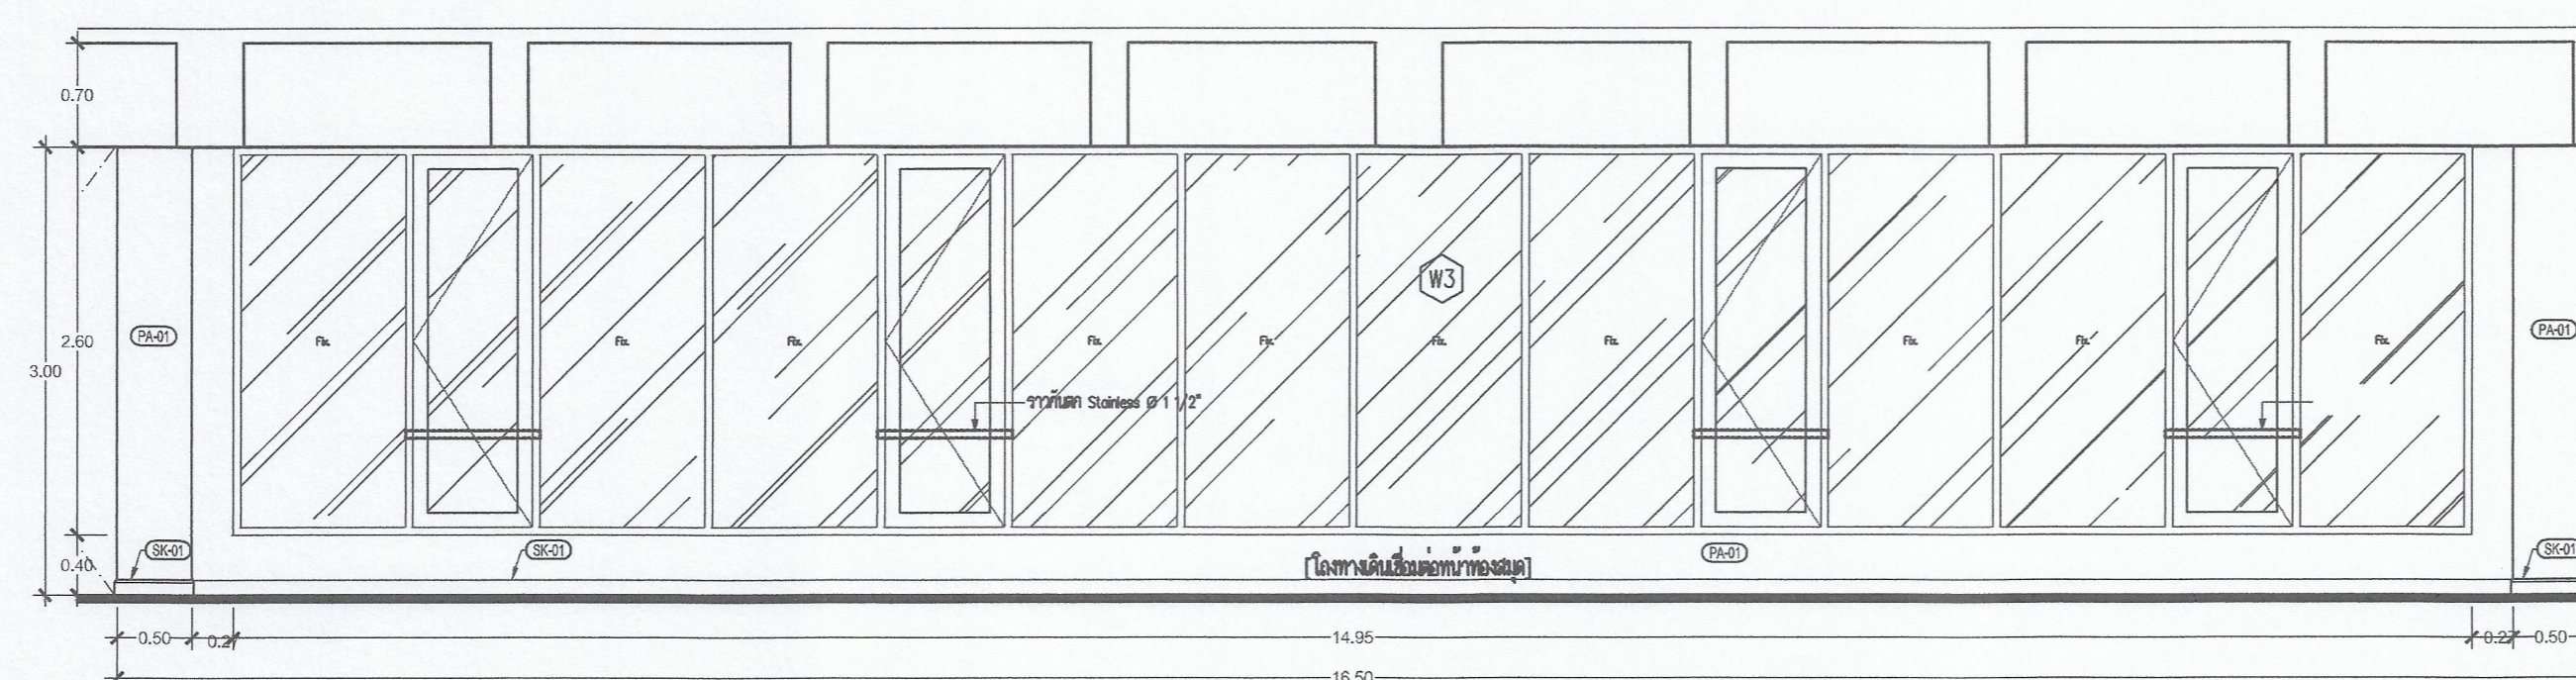 0.70
PA-01
2.60
3.00
Fix.
Fix.
Fix.
Fix.
Fix.
W3
Fix.
Fix.
Fix.
Fix.
Fix.
PA-01
ราวกันตก Stainless Ø 1 1/2"
SK-01
SK-01
PA-01
SK-01
0.40
[โถงทางเดินเชื่อมต่อหน้าห้องสมุด]
0.50
14.95
0.27
0.50
16.50